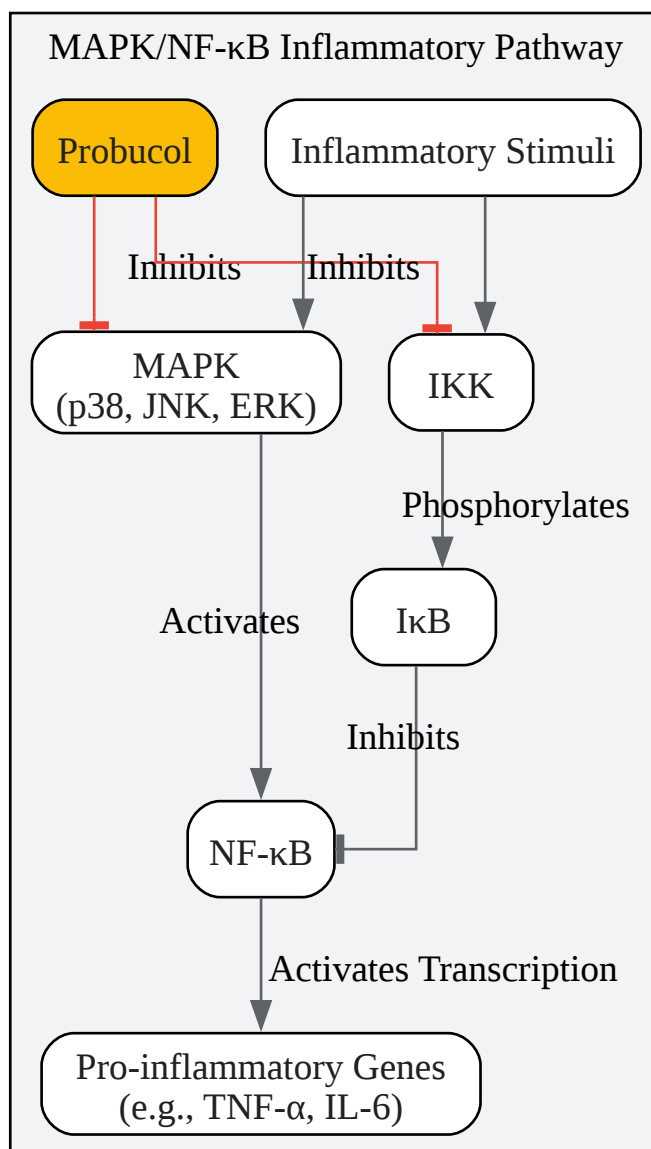 MAPK/NF-κB Inflammatory Pathway
Probucol
Inflammatory Stimuli
Inhibits
Inhibits
MAPK
(p38, JNK, ERK)
IKK
Phosphorylates
IκB
Activates
Inhibits
NF-κB
Activates Transcription
Pro-inflammatory Genes
(e.g., TNF-α, IL-6)